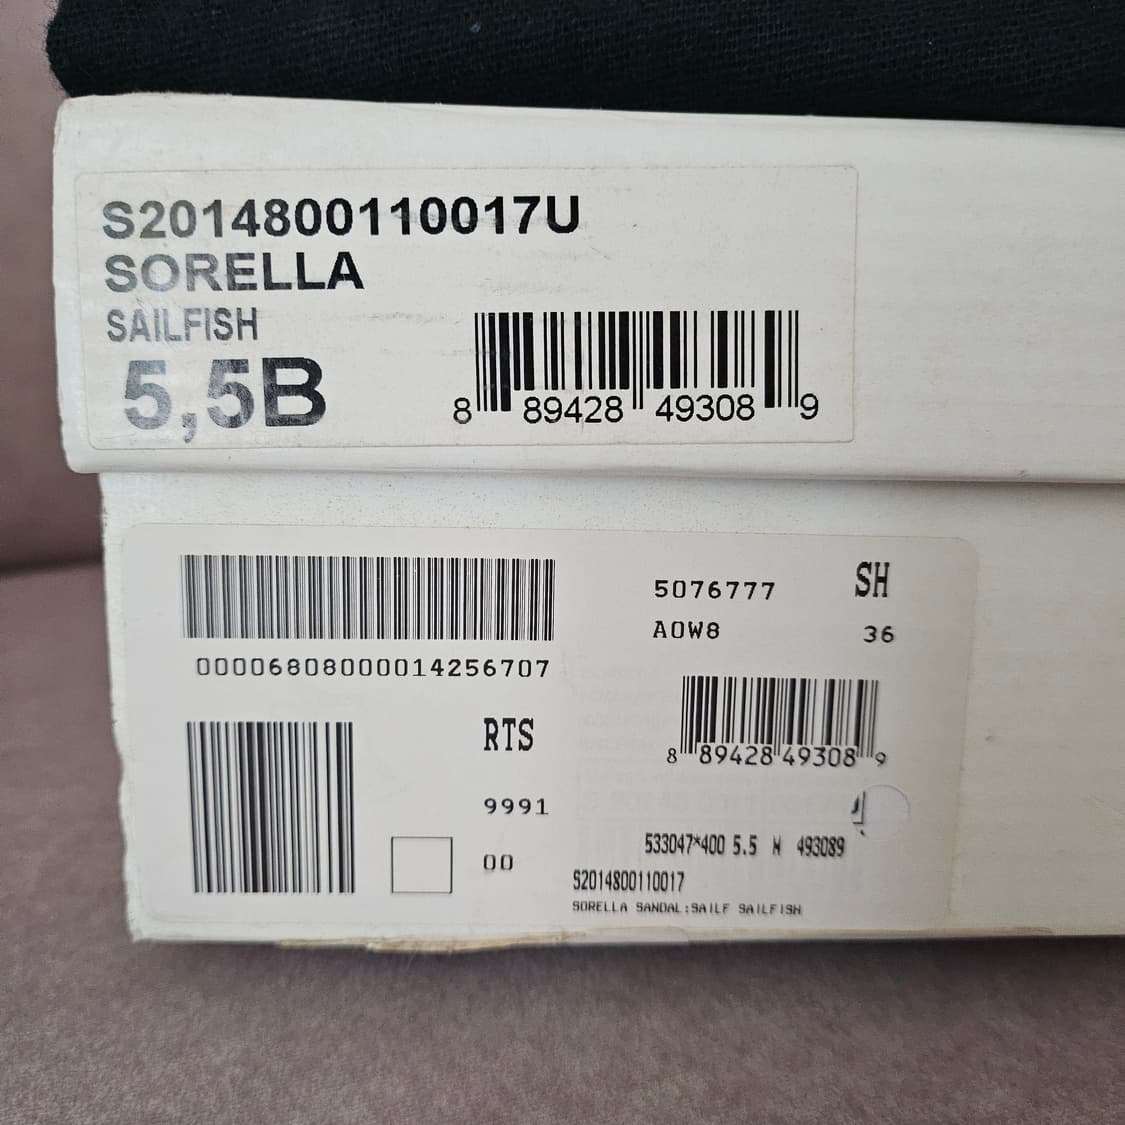 S2014800110017U
SORELLA
SAILFISH
5,5B
8 89428 49308 9
5076777 SH
A0W8 36
00006808000014256707
RTS
8 89428 49308 9
9991
533047*400 5.5 M 493089
00
S2014800110017
SORELLA SANDAL:SAILF SAILFISH